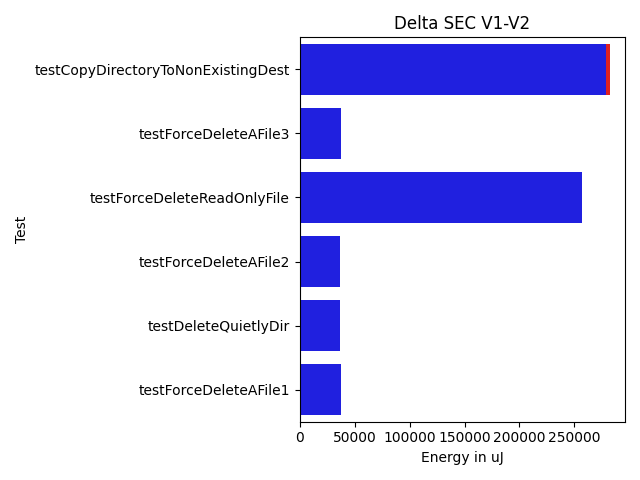 Delta SEC V1-V2
testCopyDirectoryToNonExistingDest
testForceDeleteAFile3
testForceDeleteReadOnlyFile
testForceDeleteAFile2
testDeleteQuietlyDir
testForceDeleteAFile1
Test
0 50000 100000 150000 200000 250000
Energy in uJ